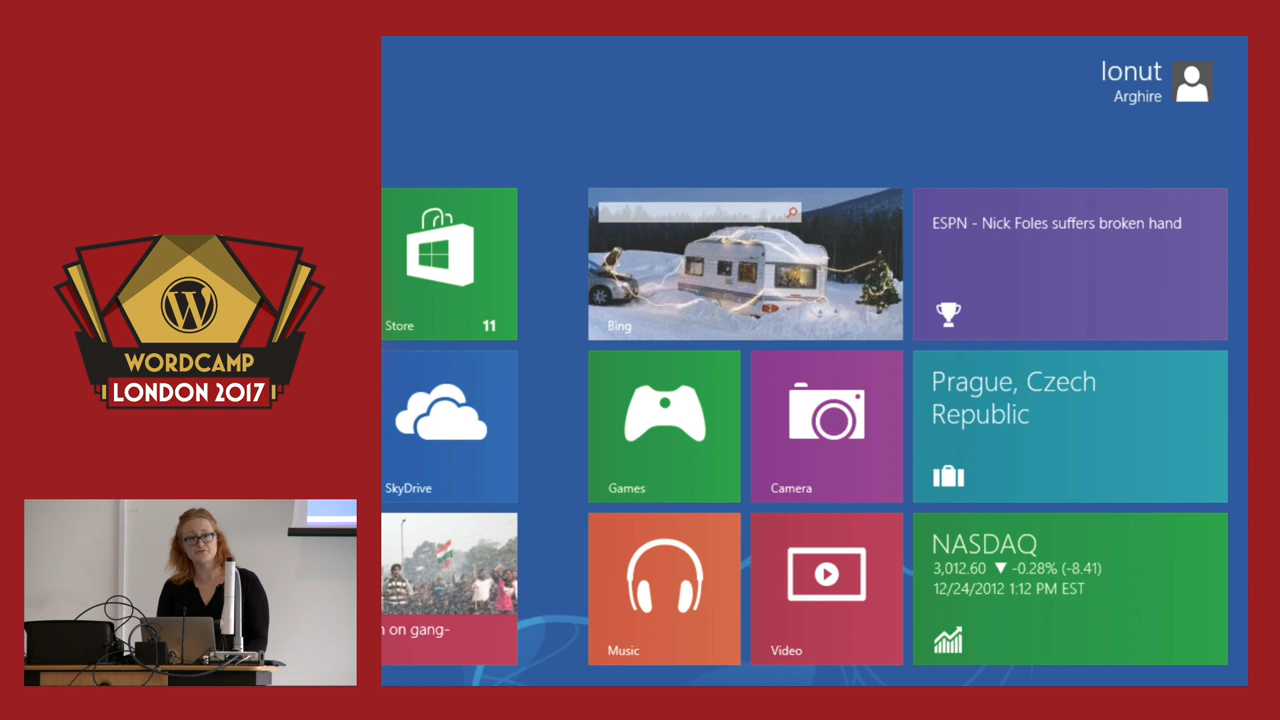 WORDCAMP
LONDON 2017
Ionut
Arghire
Store 11
Bing
ESPN - Nick Foles suffers broken hand
SkyDrive
Games
Camera
Prague, Czech
Republic
n on gang-
Music
Video
NASDAQ
3,012.60 ▼ -0.28% (-8.41)
12/24/2012 1:12 PM EST